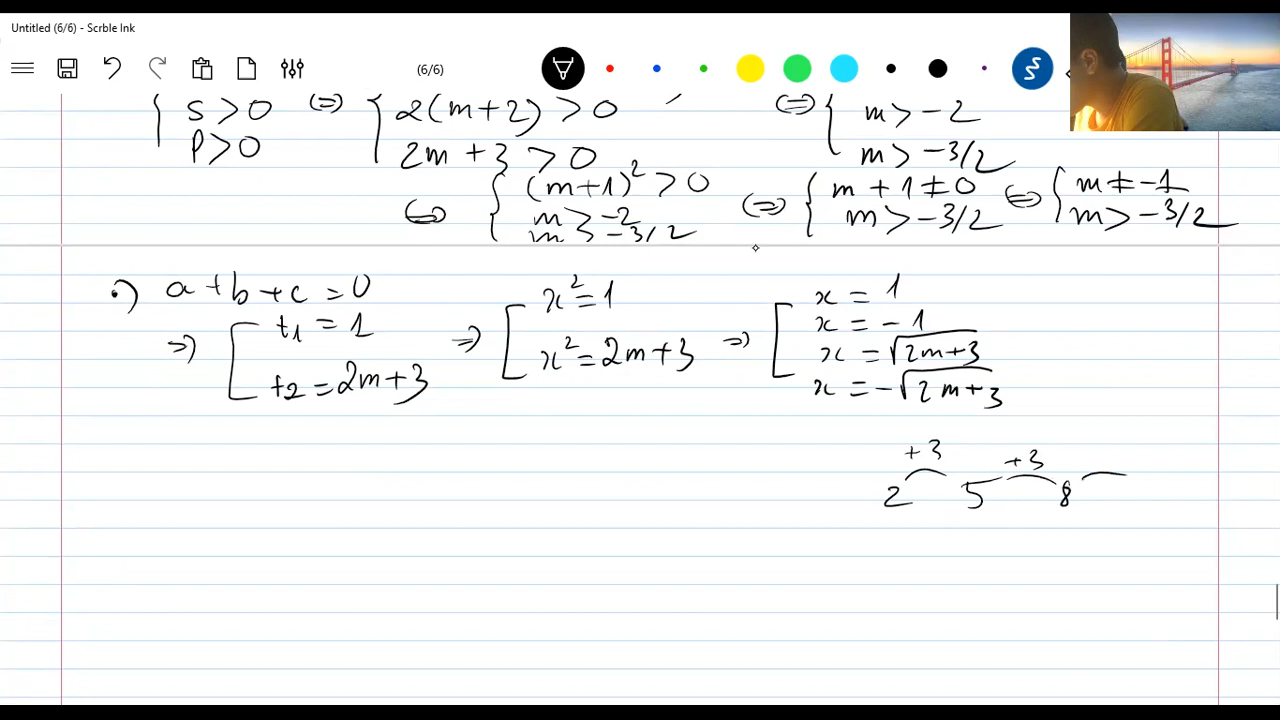 Untitled (6/6) - Scrble Ink
(6/6)
{ S > 0 ⇔ { 2(m+2) > 0 ⇔ { m > -2
P > 0 2m + 3 > 0 m > -3/2
⇔ { (m+1)² > 0 ⇔ { m + 1 ≠ 0 ⇔ { m ≠ -1
m > -2 m > -3/2 m > -3/2
m > -3/2
•) a + b + c = 0
⇒ [ t₁ = 1 ⇒ [ x² = 1 ⇒ [ x = 1
x = -1
t₂ = 2m+3 x² = 2m+3 x = √2m+3
x = -√2m+3
+3 +3
2 5 8